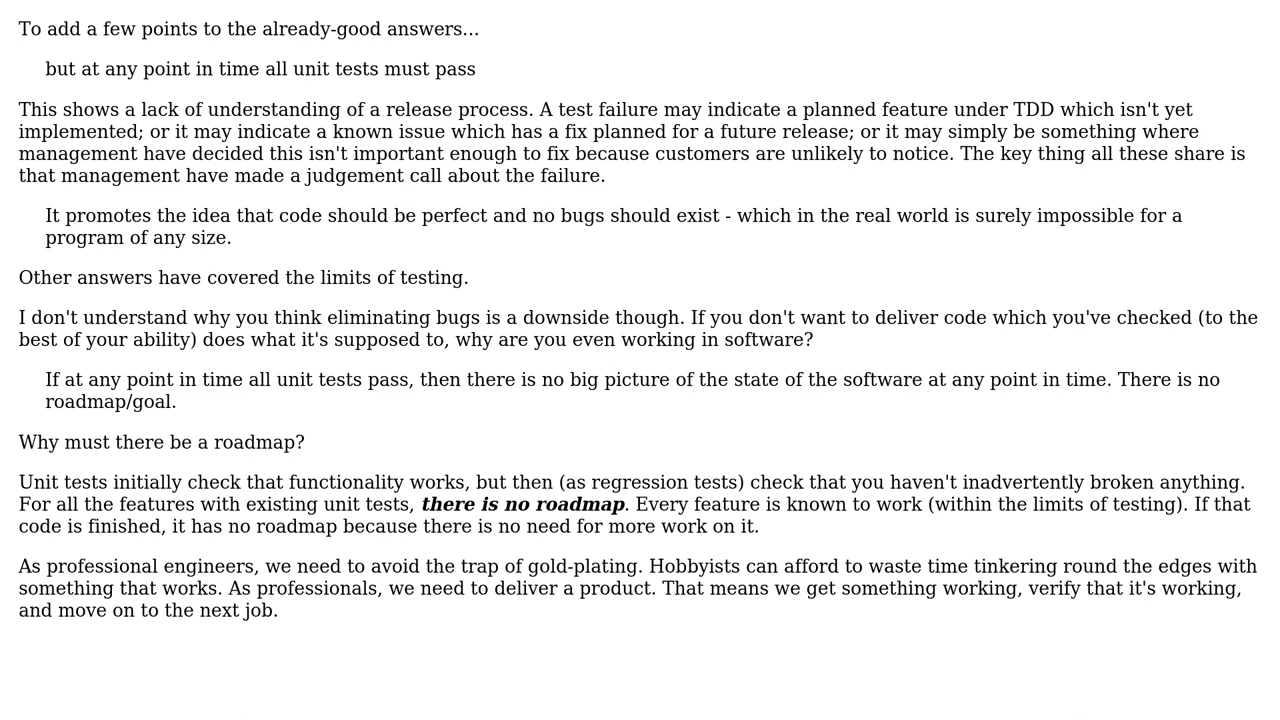 To add a few points to the already-good answers...
but at any point in time all unit tests must pass
This shows a lack of understanding of a release process. A test failure may indicate a planned feature under TDD which isn't yet
implemented; or it may indicate a known issue which has a fix planned for a future release; or it may simply be something where
management have decided this isn't important enough to fix because customers are unlikely to notice. The key thing all these share is
that management have made a judgement call about the failure.
It promotes the idea that code should be perfect and no bugs should exist - which in the real world is surely impossible for a
program of any size.
Other answers have covered the limits of testing.
I don't understand why you think eliminating bugs is a downside though. If you don't want to deliver code which you've checked (to the
best of your ability) does what it's supposed to, why are you even working in software?
If at any point in time all unit tests pass, then there is no big picture of the state of the software at any point in time. There is no
roadmap/goal.
Why must there be a roadmap?
Unit tests initially check that functionality works, but then (as regression tests) check that you haven't inadvertently broken anything.
For all the features with existing unit tests, there is no roadmap. Every feature is known to work (within the limits of testing). If that
code is finished, it has no roadmap because there is no need for more work on it.
As professional engineers, we need to avoid the trap of gold-plating. Hobbyists can afford to waste time tinkering round the edges with
something that works. As professionals, we need to deliver a product. That means we get something working, verify that it's working,
and move on to the next job.